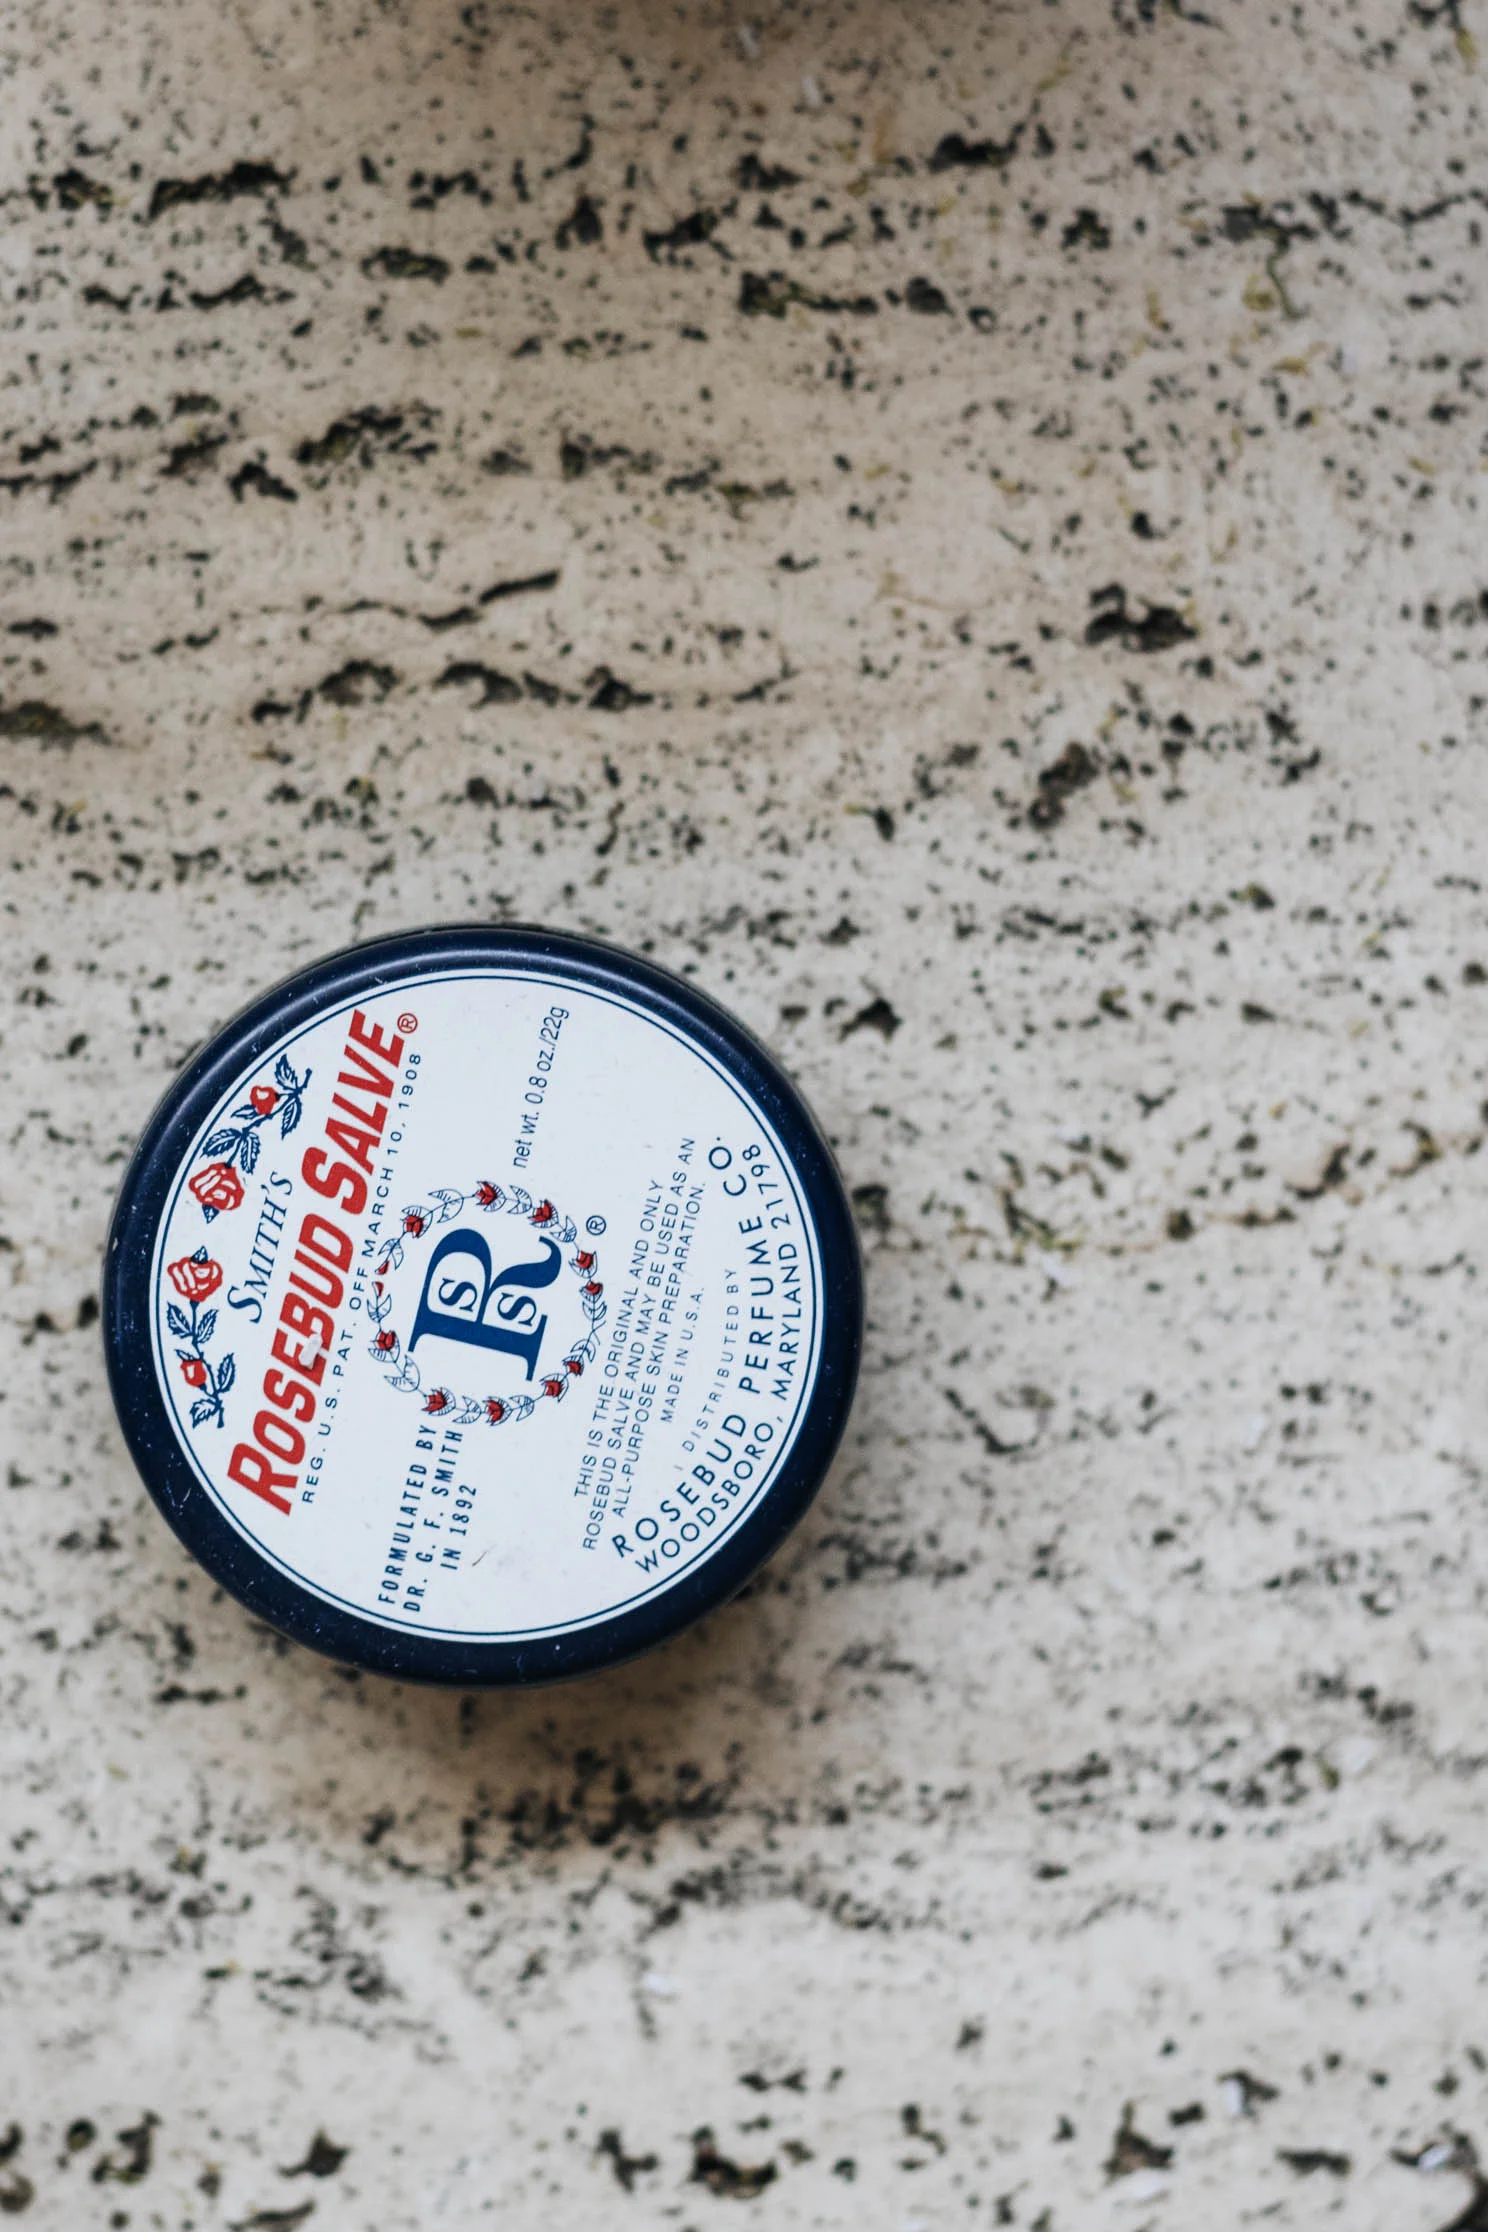 SMITH'S
ROSEBUD SALVE®
REG. U.S. PAT. OFF MARCH 10, 1908
FORMULATED BY
DR. G. F. SMITH
IN 1892
RSS
®
net wt. 0.8 oz./22g
THIS IS THE ORIGINAL AND ONLY
ROSEBUD SALVE AND MAY BE USED AS AN
ALL-PURPOSE SKIN PREPARATION.
MADE IN U.S.A.
DISTRIBUTED BY
ROSEBUD PERFUME CO.
WOODSBORO, MARYLAND 21798